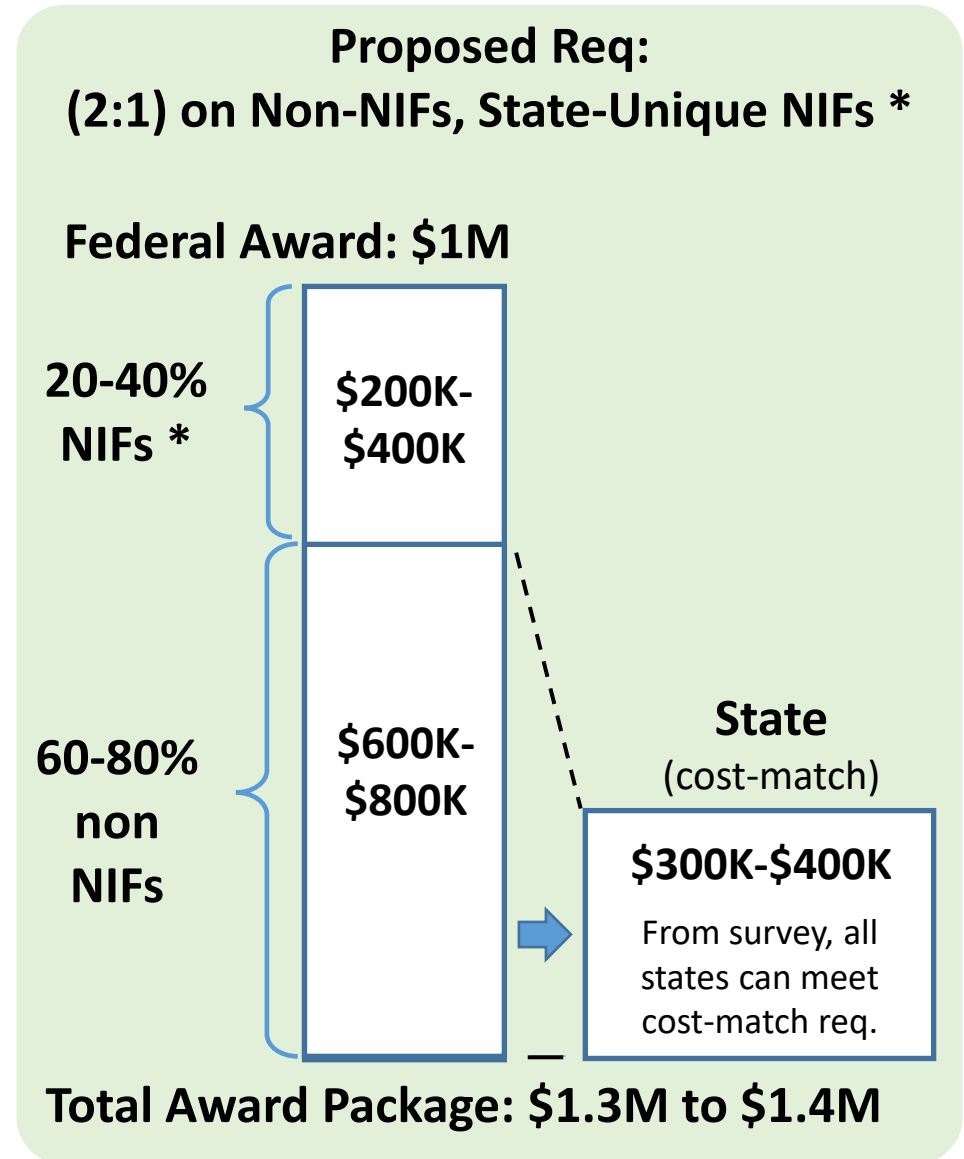 Proposed Req:
(2:1) on Non-NIFs, State-Unique NIFs *
Federal Award: $1M
20-40%
NIFs *
$200K-
$400K
60-80%
non
NIFs
$600K-
$800K
State
(cost-match)
$300K-$400K
From survey, all
states can meet
cost-match req.
Total Award Package: $1.3M to $1.4M